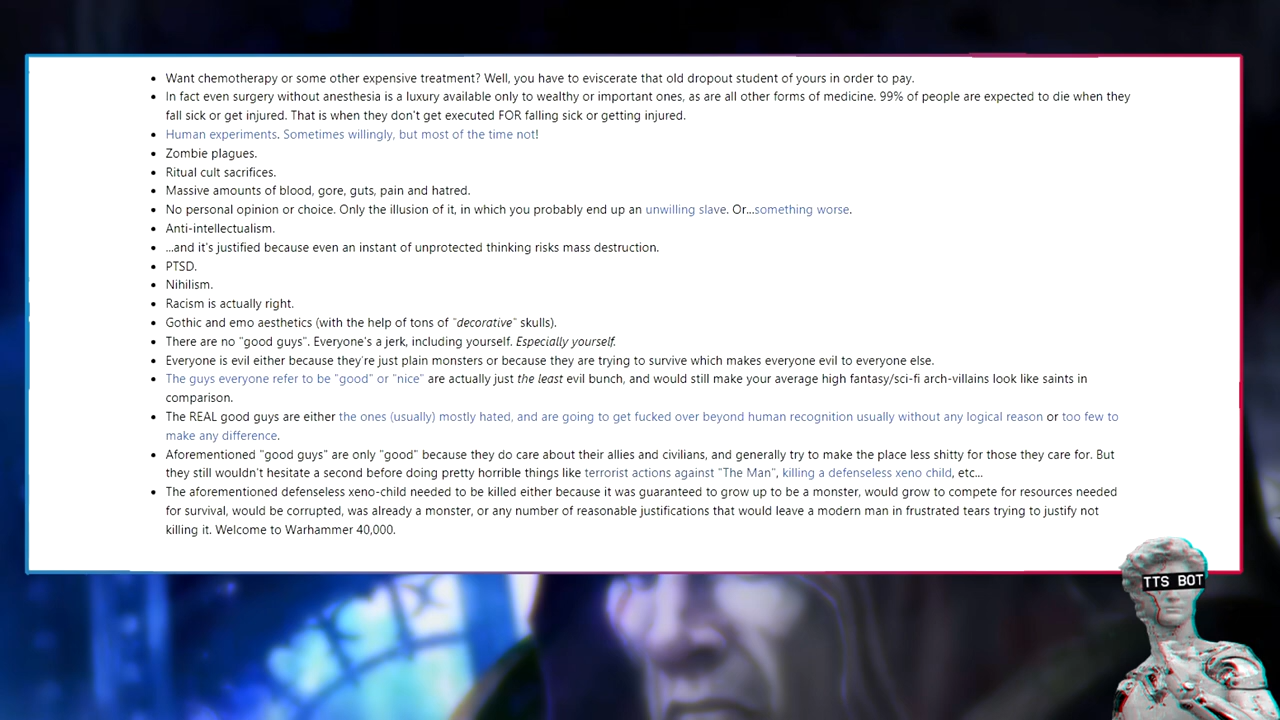 • Want chemotherapy or some other expensive treatment? Well, you have to eviscerate that old dropout student of yours in order to pay.
• In fact even surgery without anesthesia is a luxury available only to wealthy or important ones, as are all other forms of medicine. 99% of people are expected to die when they
fall sick or get injured. That is when they don't get executed FOR falling sick or getting injured.
• Human experiments. Sometimes willingly, but most of the time not!
• Zombie plagues.
• Ritual cult sacrifices.
• Massive amounts of blood, gore, guts, pain and hatred.
• No personal opinion or choice. Only the illusion of it, in which you probably end up an unwilling slave. Or...something worse.
• Anti-intellectualism.
• ...and it's justified because even an instant of unprotected thinking risks mass destruction.
• PTSD.
• Nihilism.
• Racism is actually right.
• Gothic and emo aesthetics (with the help of tons of "decorative" skulls).
• There are no "good guys". Everyone's a jerk, including yourself. Especially yourself.
• Everyone is evil either because they're just plain monsters or because they are trying to survive which makes everyone evil to everyone else.
• The guys everyone refer to be "good" or "nice" are actually just the least evil bunch, and would still make your average high fantasy/sci-fi arch-villains look like saints in
comparison.
• The REAL good guys are either the ones (usually) mostly hated, and are going to get fucked over beyond human recognition usually without any logical reason or too few to
make any difference.
• Aforementioned "good guys" are only "good" because they do care about their allies and civilians, and generally try to make the place less shitty for those they care for. But
they still wouldn't hesitate a second before doing pretty horrible things like terrorist actions against "The Man", killing a defenseless xeno child, etc...
• The aforementioned defenseless xeno-child needed to be killed either because it was guaranteed to grow up to be a monster, would grow to compete for resources needed
for survival, would be corrupted, was already a monster, or any number of reasonable justifications that would leave a modern man in frustrated tears trying to justify not
killing it. Welcome to Warhammer 40,000.
TTS BOT